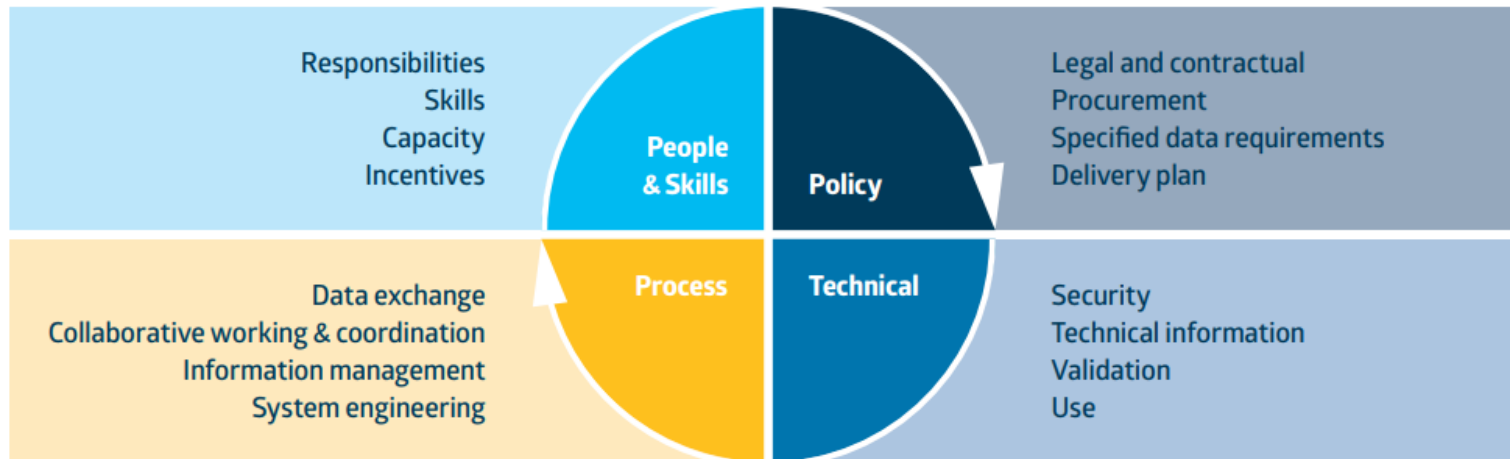 Responsibilities
Skills
Capacity
Incentives
People
& Skills
Policy
Legal and contractual
Procurement
Specified data requirements
Delivery plan
Data exchange
Collaborative working & coordination
Information management
System engineering
Process
Technical
Security
Technical information
Validation
Use